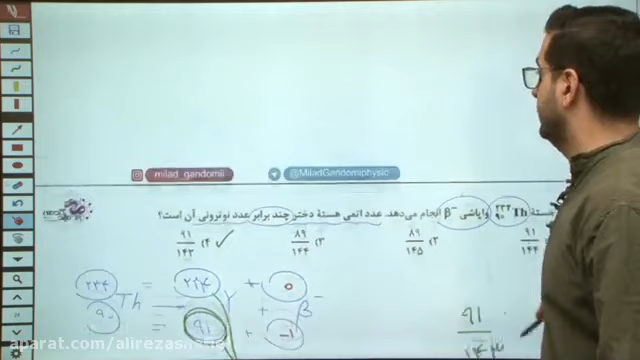 milad_gandomii
@MiladGandomiphysic
هستهٔ ²³⁴₉₀Th واپاشی β⁻ انجام می‌دهد. عدد اتمی هستهٔ دختر چند برابر عدد نوترونی آن است؟
۹۱
۱۴۴
۲) ۸۹/۱۴۵
۳) ۸۹/۱۴۴
۴) ۹۱/۱۴۳ ✓
۲۳۴ Th = ۲۳۴ Y + ۰ β⁻
۹۰ = ۹۱ + -۱
۹۱
aparat.com/alirezas